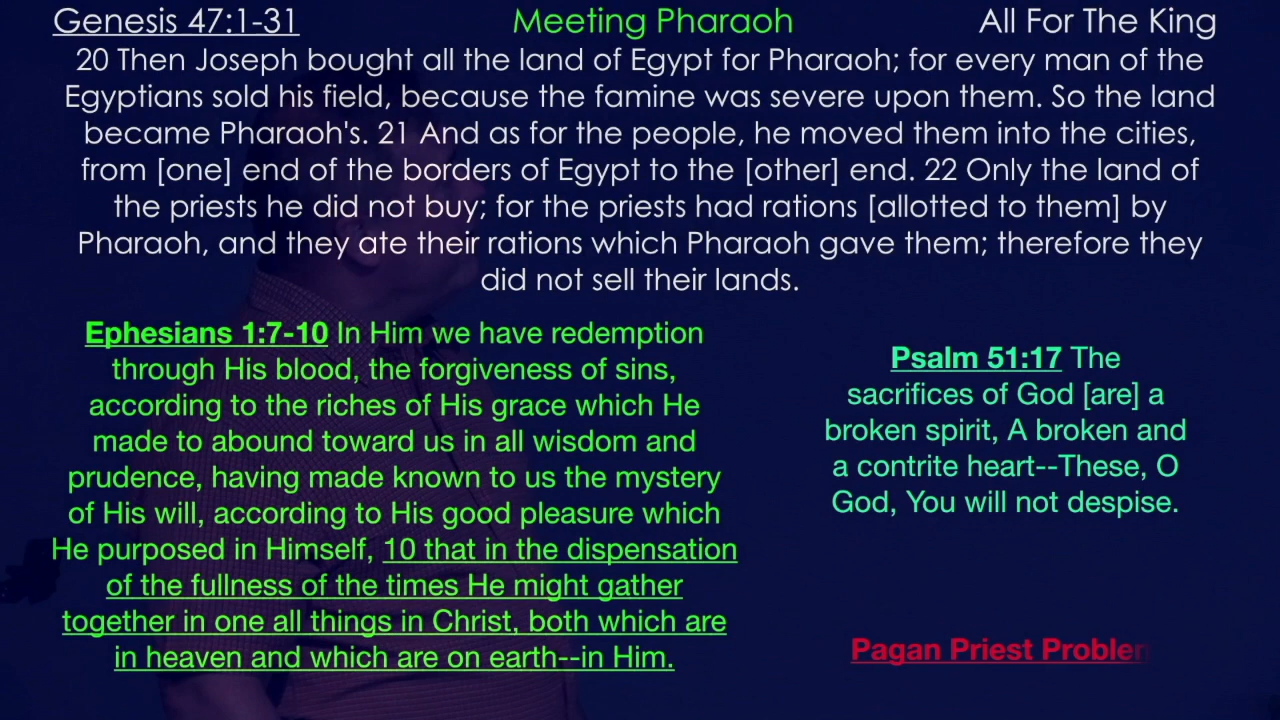 Genesis 47:1-31 Meeting Pharaoh All For The King
20 Then Joseph bought all the land of Egypt for Pharaoh; for every man of the
Egyptians sold his field, because the famine was severe upon them. So the land
became Pharaoh's. 21 And as for the people, he moved them into the cities,
from [one] end of the borders of Egypt to the [other] end. 22 Only the land of
the priests he did not buy; for the priests had rations [allotted to them] by
Pharaoh, and they ate their rations which Pharaoh gave them; therefore they
did not sell their lands.
Ephesians 1:7-10 In Him we have redemption
through His blood, the forgiveness of sins,
according to the riches of His grace which He
made to abound toward us in all wisdom and
prudence, having made known to us the mystery
of His will, according to His good pleasure which
He purposed in Himself, 10 that in the dispensation
of the fullness of the times He might gather
together in one all things in Christ, both which are
in heaven and which are on earth--in Him.
Psalm 51:17 The
sacrifices of God [are] a
broken spirit, A broken and
a contrite heart--These, O
God, You will not despise.
Pagan Priest Problem